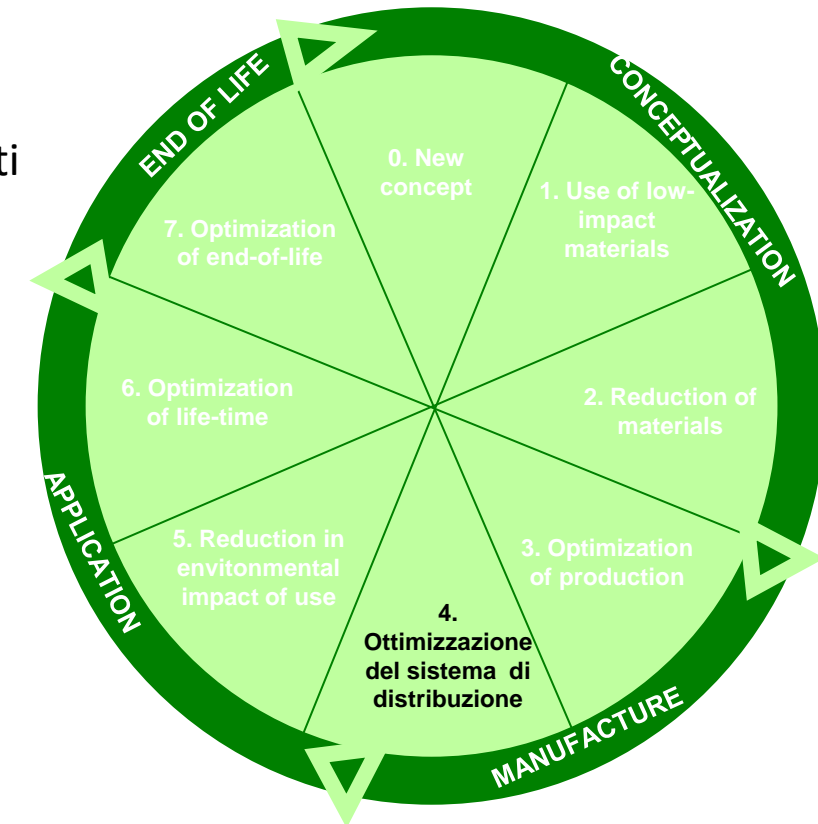 ti
END OF LIFE
CONCEPTUALIZATION
0. New
concept
1. Use of low-
impact
materials
7. Optimization
of end-of-life
6. Optimization
of life-time
2. Reduction of
materials
APPLICATION
5. Reduction in
envitonmental
impact of use
3. Optimization
of production
4.
Ottimizzazione
del sistema di
distribuzione
MANUFACTURE